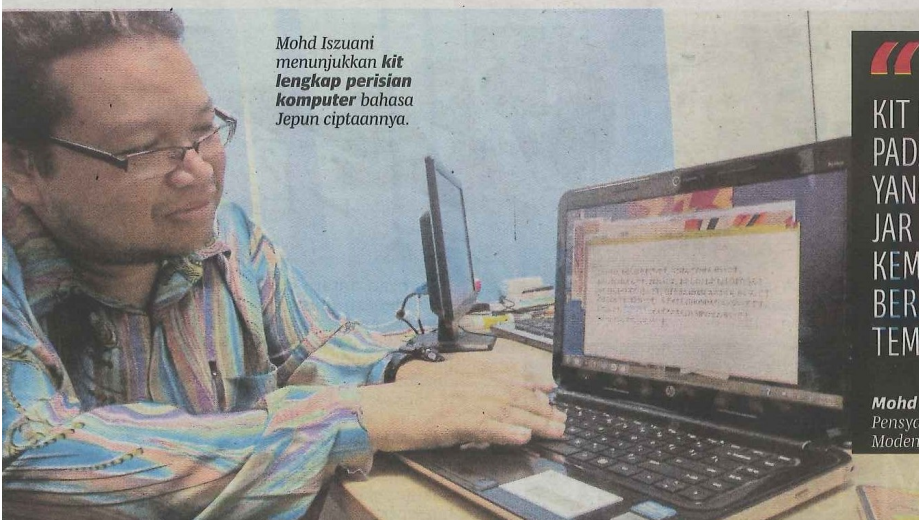 Mohd Iszuani
menunjukkan kit
lengkap perisian
komputer bahasa
Jepun ciptaannya.
KIT
PAD
YAN
JAR
KEM
BER
TEM
Mohd
Pensya
Moden